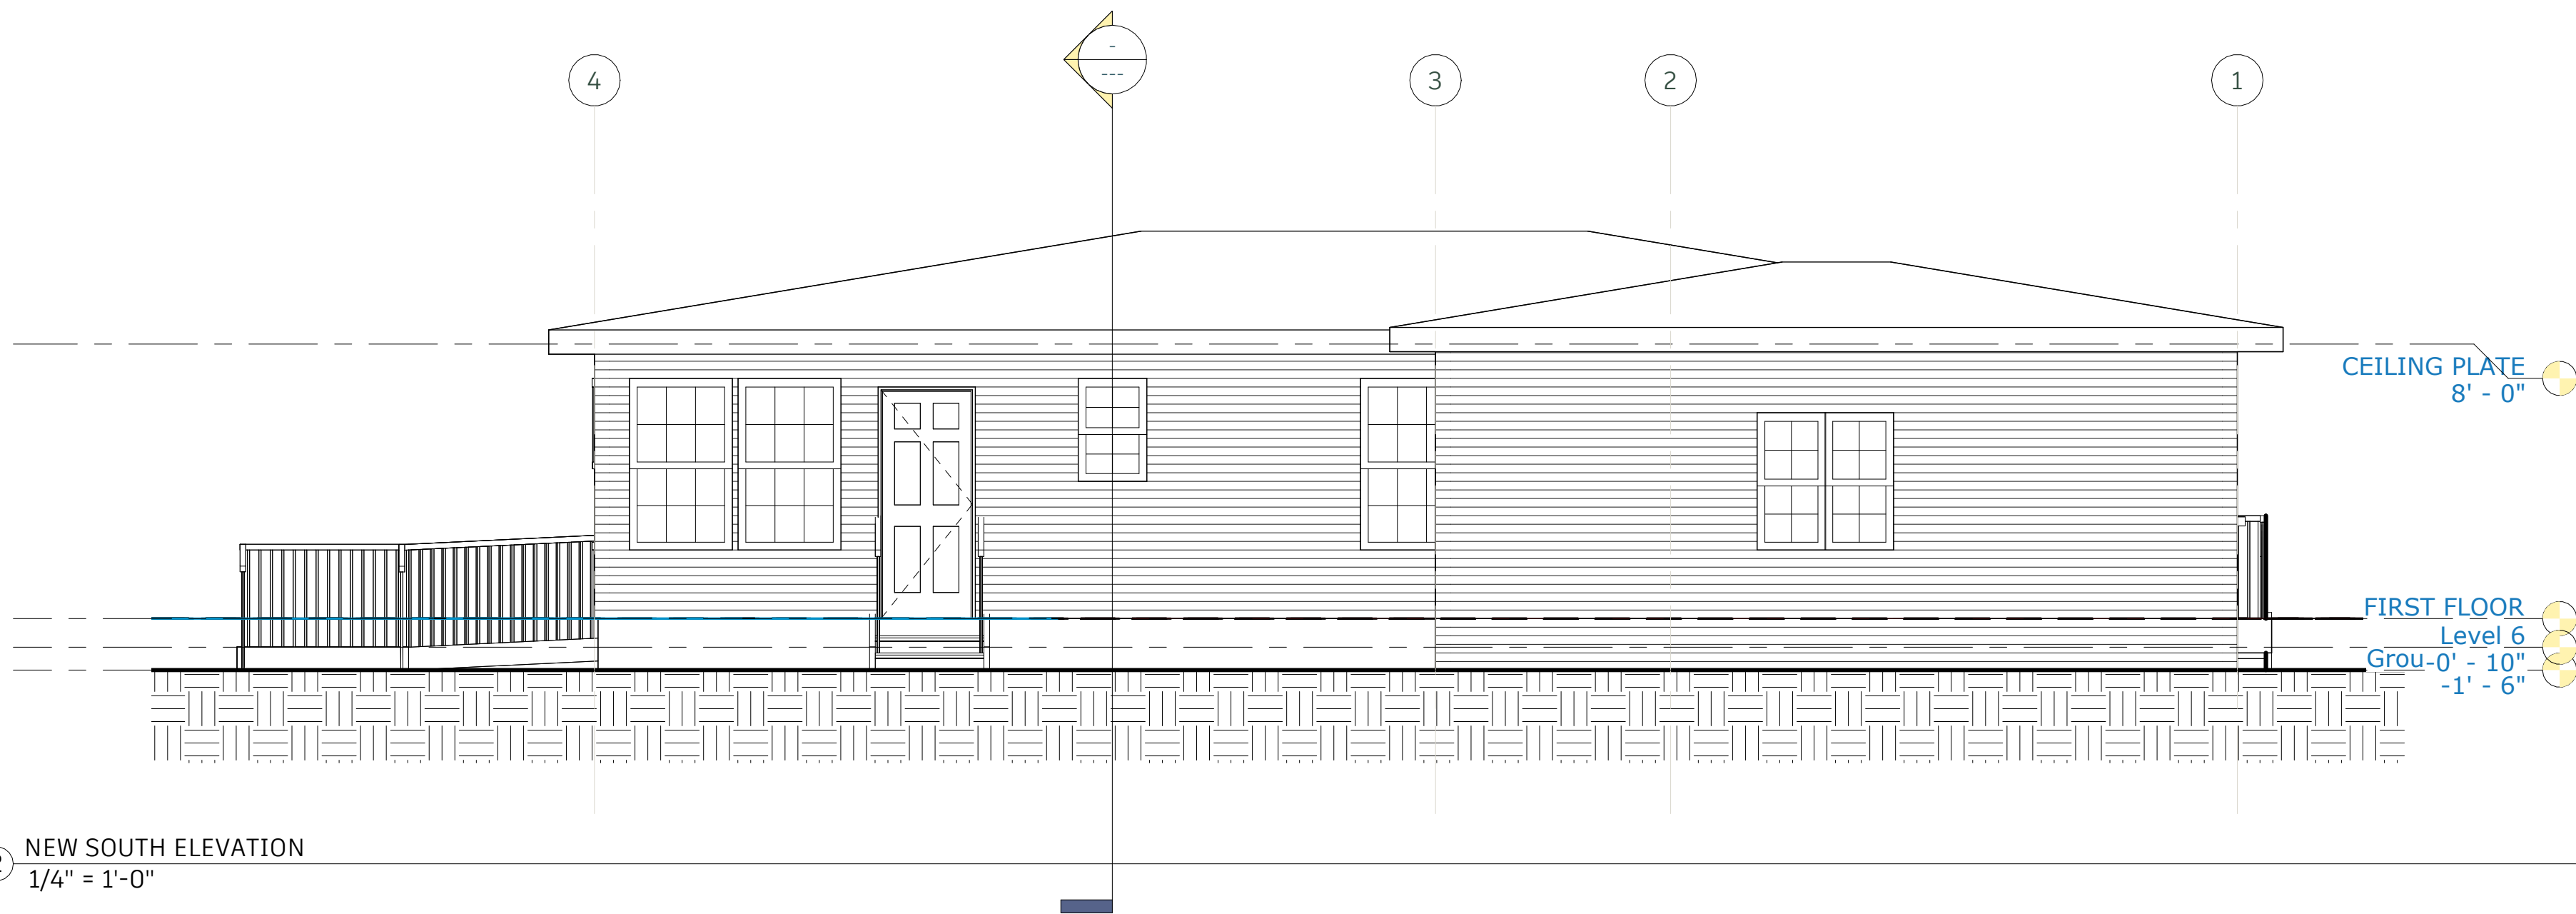 -
---
4
3
2
1
CEILING PLATE
8' - 0"
FIRST FLOOR
Level 6
-0' - 10"
Grou
-1' - 6"
NEW SOUTH ELEVATION
1/4" = 1'-0"